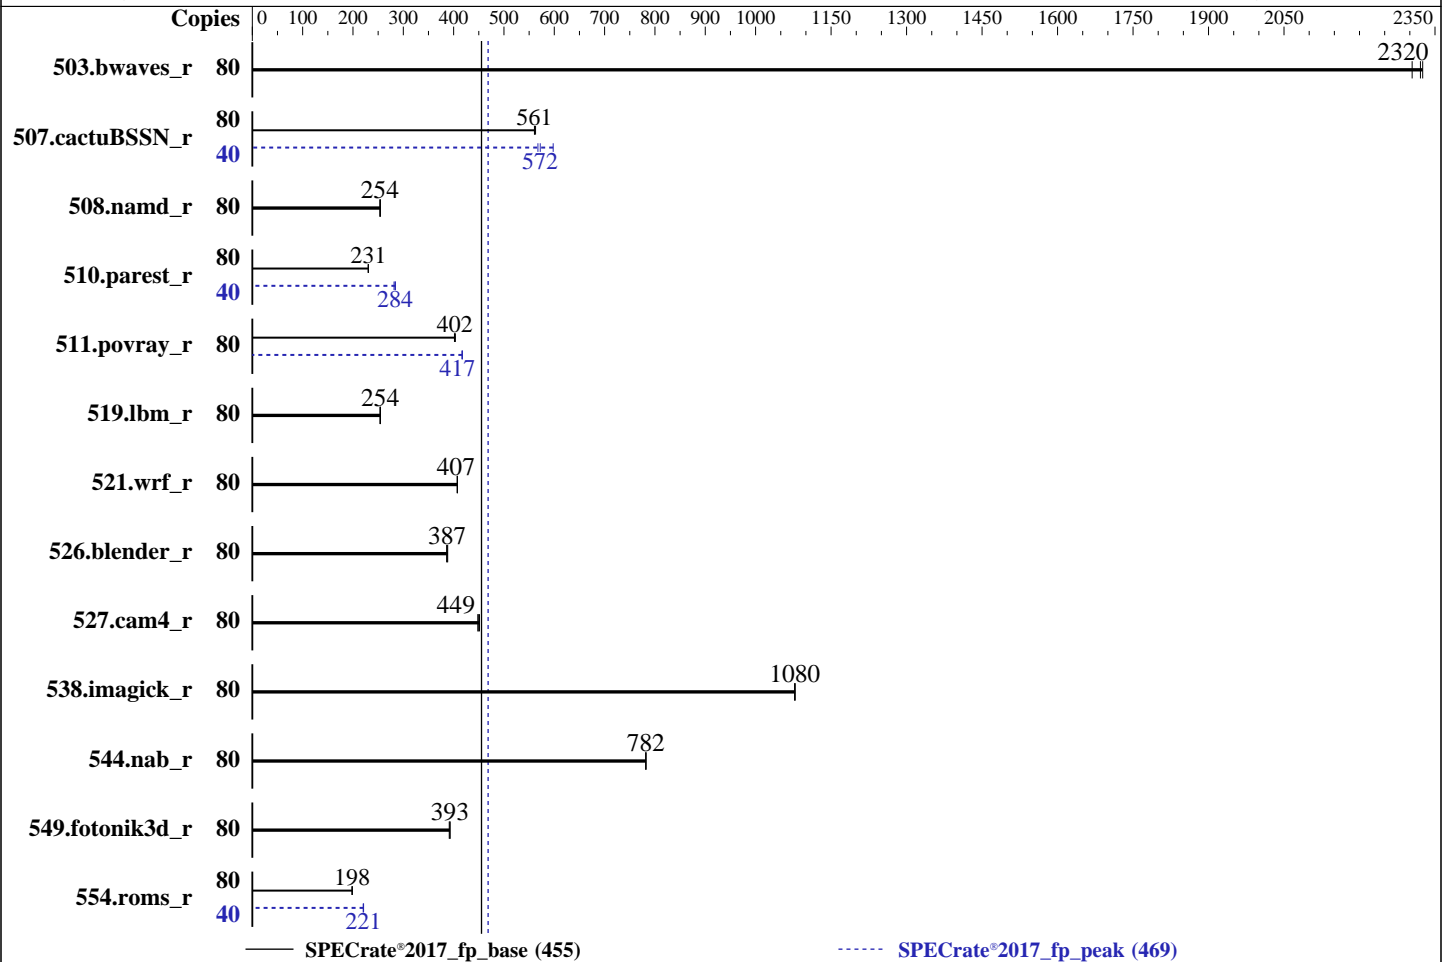 Copies 0 100 200 300 400 500 600 700 800 900 1000 1150 1300 1450 1600 1750 1900 2050 2350
503.bwaves_r 80 2320
507.cactuBSSN_r 80 561
40 572
508.namd_r 80 254
510.parest_r 80 231
40 284
511.povray_r 80 402
417
519.lbm_r 80 254
521.wrf_r 80 407
526.blender_r 80 387
527.cam4_r 80 449
538.imagick_r 80 1080
544.nab_r 80 782
549.fotonik3d_r 80 393
554.roms_r 80 198
40 221
SPECrate®2017_fp_base (455) SPECrate®2017_fp_peak (469)